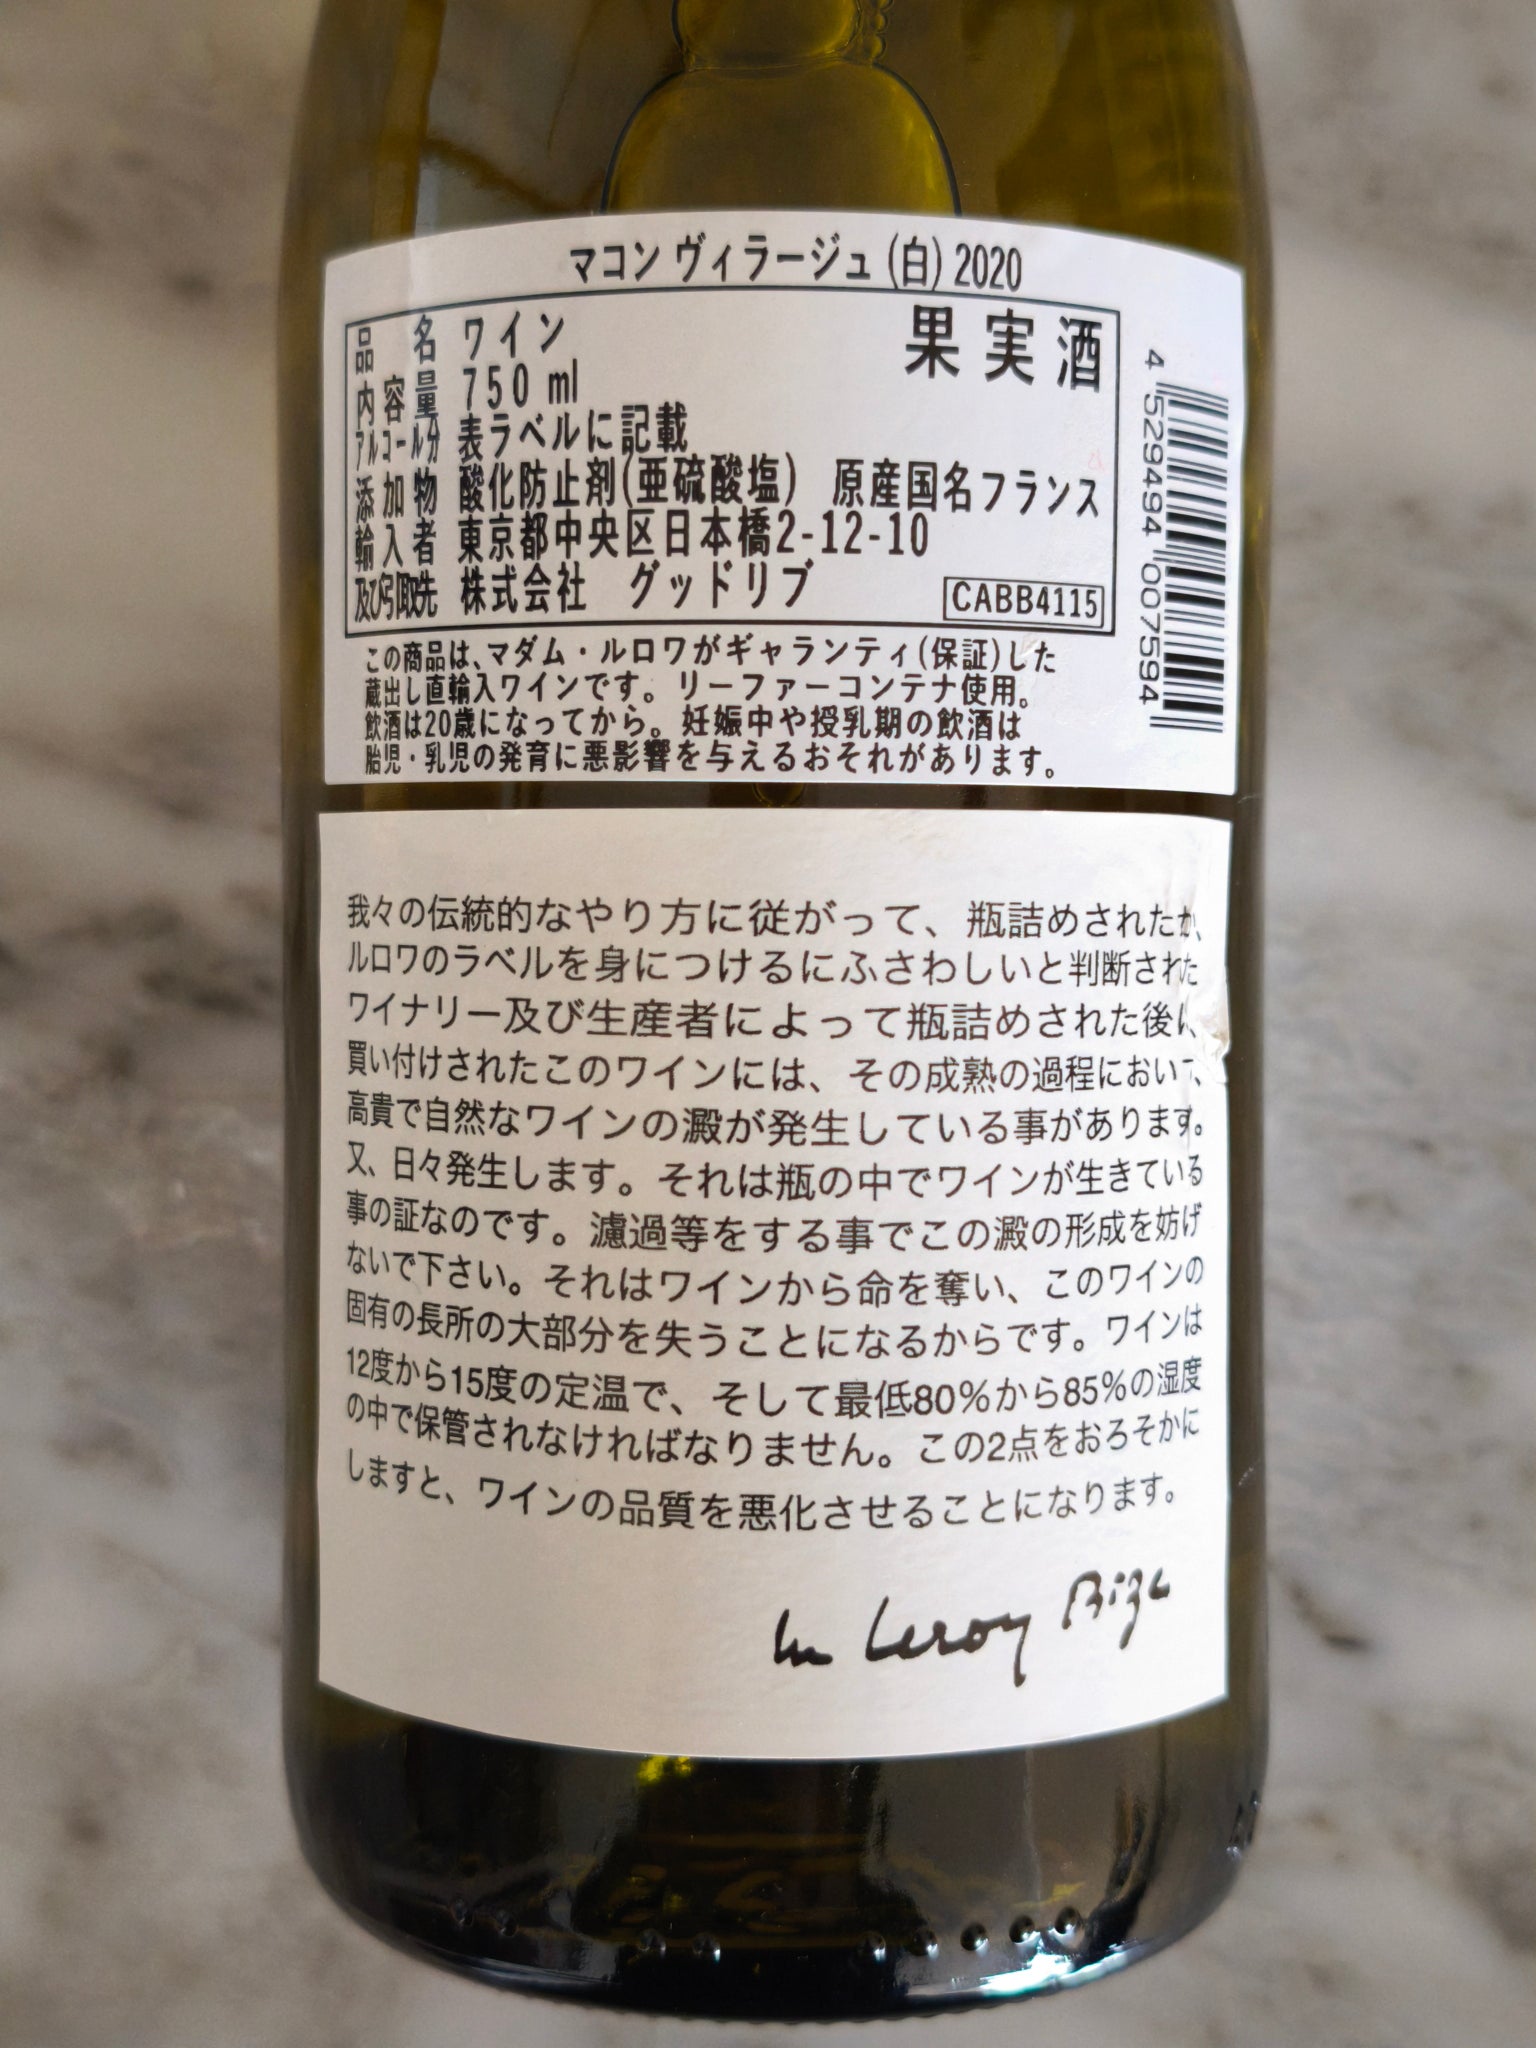 マコン ヴィラージュ (白) 2020
品名 ワイン 果実酒
内容量 750 ml
アルコール分 表ラベルに記載
添加物 酸化防止剤(亜硫酸塩) 原産国名フランス
輸入者 東京都中央区日本橋2-12-10
及び引取先 株式会社 グッドリブ CABB4115
4 529494 007594
この商品は、マダム・ルロワがギャランティ(保証)した
蔵出し直輸入ワインです。リーファーコンテナ使用。
飲酒は20歳になってから。妊娠中や授乳期の飲酒は
胎児・乳児の発育に悪影響を与えるおそれがあります。
我々の伝統的なやり方に従がって、瓶詰めされたか、
ルロワのラベルを身につけるにふさわしいと判断された
ワイナリー及び生産者によって瓶詰めされた後に
買い付けされたこのワインには、その成熟の過程において、
高貴で自然なワインの澱が発生している事があります。
又、日々発生します。それは瓶の中でワインが生きている
事の証なのです。濾過等をする事でこの澱の形成を妨げ
ないで下さい。それはワインから命を奪い、このワインの
固有の長所の大部分を失うことになるからです。ワインは
12度から15度の定温で、そして最低80%から85%の湿度
の中で保管されなければなりません。この2点をおろそかに
しますと、ワインの品質を悪化させることになります。
Leroy Bize